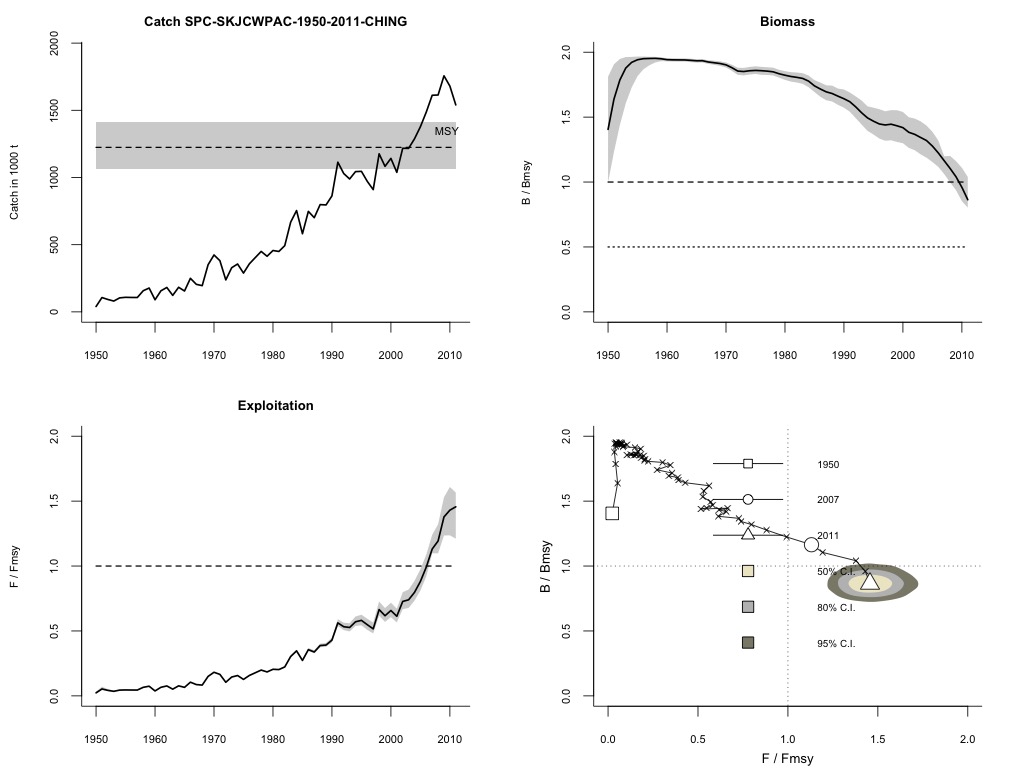 Catch SPC-SKJCWPAC-1950-2011-CHING
Catch in 1000 t
2000
1500
1000
500
0
MSY
1950 1960 1970 1980 1990 2000 2010
Biomass
B / Bmsy
2.0
1.5
1.0
0.5
0.0
1950 1960 1970 1980 1990 2000 2010
Exploitation
F / Fmsy
2.0
1.5
1.0
0.5
0.0
1950 1960 1970 1980 1990 2000 2010
B / Bmsy
2.0
1.5
1.0
0.5
0.0
1950
2007
2011
50% C.I.
80% C.I.
95% C.I.
0.0 0.5 1.0 1.5 2.0
F / Fmsy